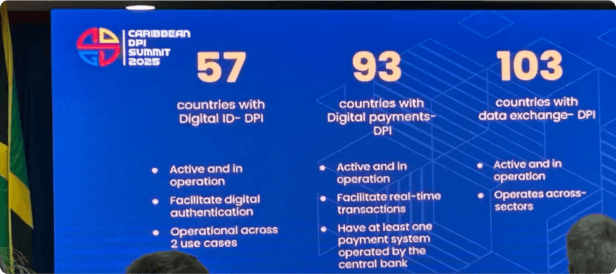 CARIBBEAN
DPI
SUMMIT
2025
57
countries with
Digital ID- DPI
Active and in
operation
Facilitate digital
authentication
Operational across
2 use cases
93
countries with
Digital payments-
DPI
Active and in
operation
Facilitate real-time
transactions
Have at least one
payment system
operated by the
central bank
103
countries with
data exchange- DPI
Active and in
operation
Operates across-
sectors